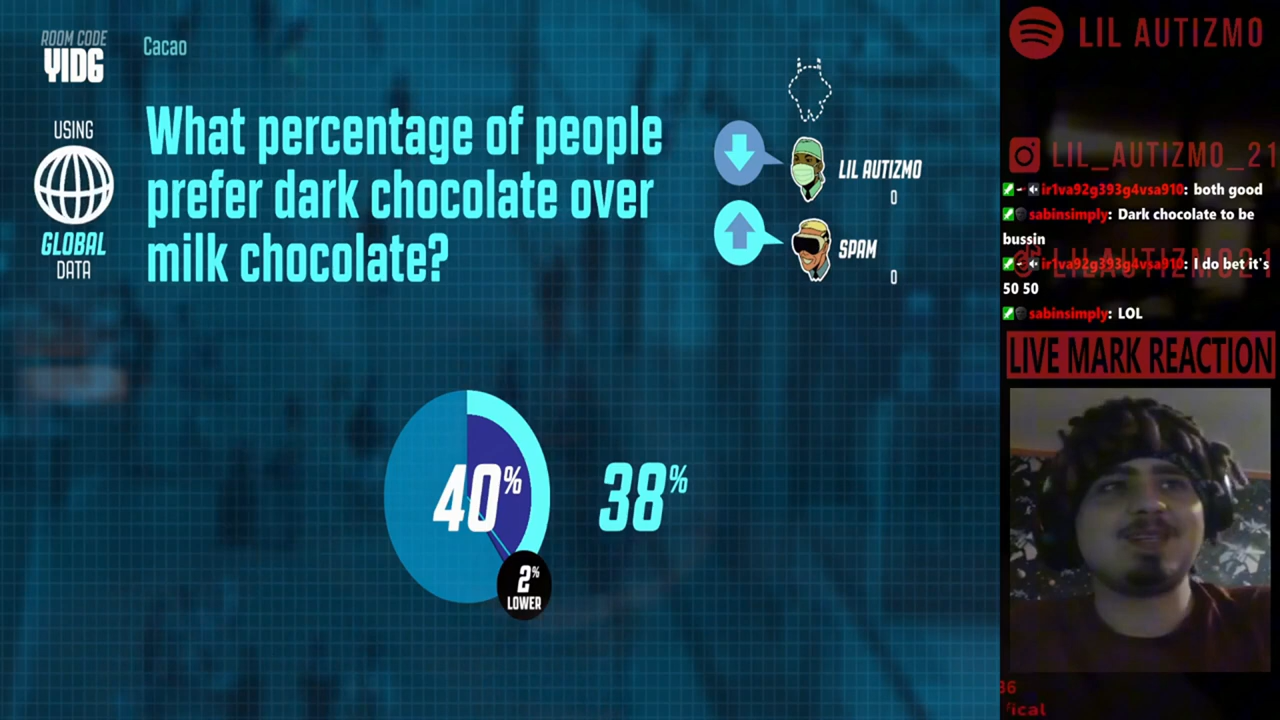 ROOM CODE
YIDG
Cacao
USING
GLOBAL
DATA
What percentage of people
prefer dark chocolate over
milk chocolate?
LIL AUTIZMO
0
SPAM
0
40%
38%
2%
LOWER
LIL AUTIZMO
LIL_AUTIZMO_21
ir1va92g393g4vsa910: both good
sabinsimply: Dark chocolate to be
bussin
ir1va92g393g4vsa910: I do bet it's
50 50
LIL AUTIZMO21
sabinsimply: LOL
LIVE MARK REACTION